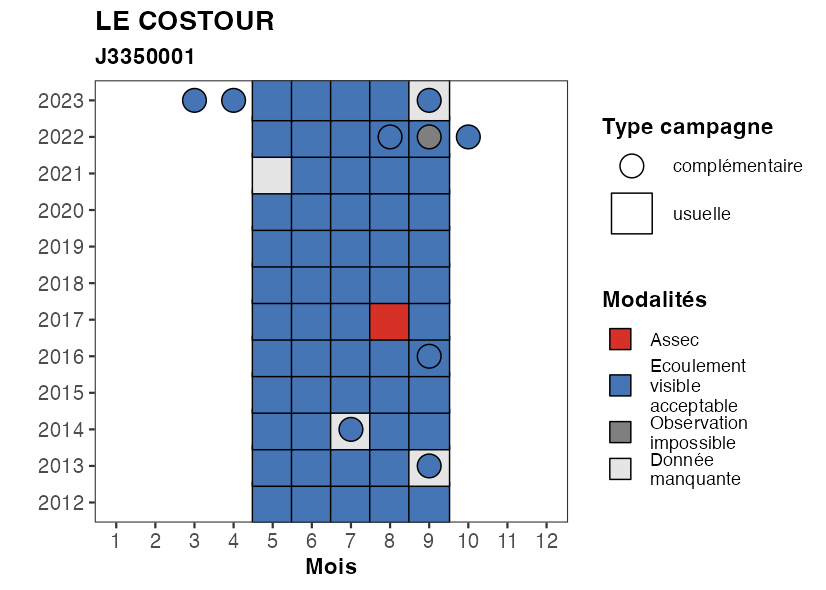 LE COSTOUR
J3350001
2023
2022
2021
2020
2019
2018
2017
2016
2015
2014
2013
2012
1 2 3 4 5 6 7 8 9 10 11 12
Mois
Type campagne
complémentaire
usuelle
Modalités
Assec
Ecoulement
visible
acceptable
Observation
impossible
Donnée
manquante